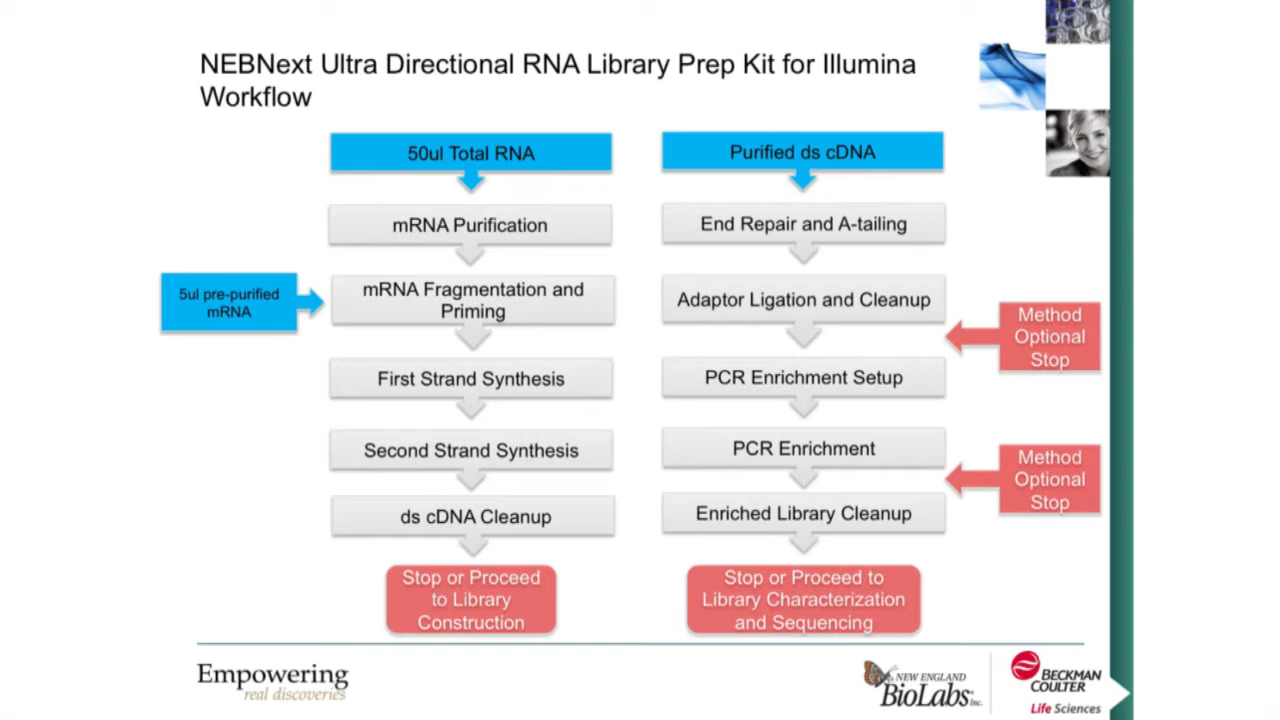 NEBNext Ultra Directional RNA Library Prep Kit for Illumina
Workflow
50ul Total RNA
mRNA Purification
5ul pre-purified
mRNA
mRNA Fragmentation and
Priming
First Strand Synthesis
Second Strand Synthesis
ds cDNA Cleanup
Stop or Proceed
to Library
Construction
Purified ds cDNA
End Repair and A-tailing
Adaptor Ligation and Cleanup
Method
Optional
Stop
PCR Enrichment Setup
PCR Enrichment
Method
Optional
Stop
Enriched Library Cleanup
Stop or Proceed to
Library Characterization
and Sequencing
Empowering
real discoveries
NEW ENGLAND
BioLabs Inc.
BECKMAN
COULTER
Life Sciences